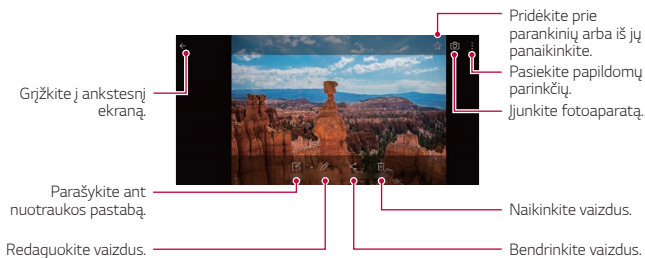 Grįžkite į ankstesnį
ekraną.
Parašykite ant
nuotraukos pastabą.
Redaguokite vaizdus.
Pridėkite prie
parankinių arba iš jų
panaikinkite.
Pasiekite papildomų
parinkčių.
Įjunkite fotoaparatą.
Naikinkite vaizdus.
Bendrinkite vaizdus.